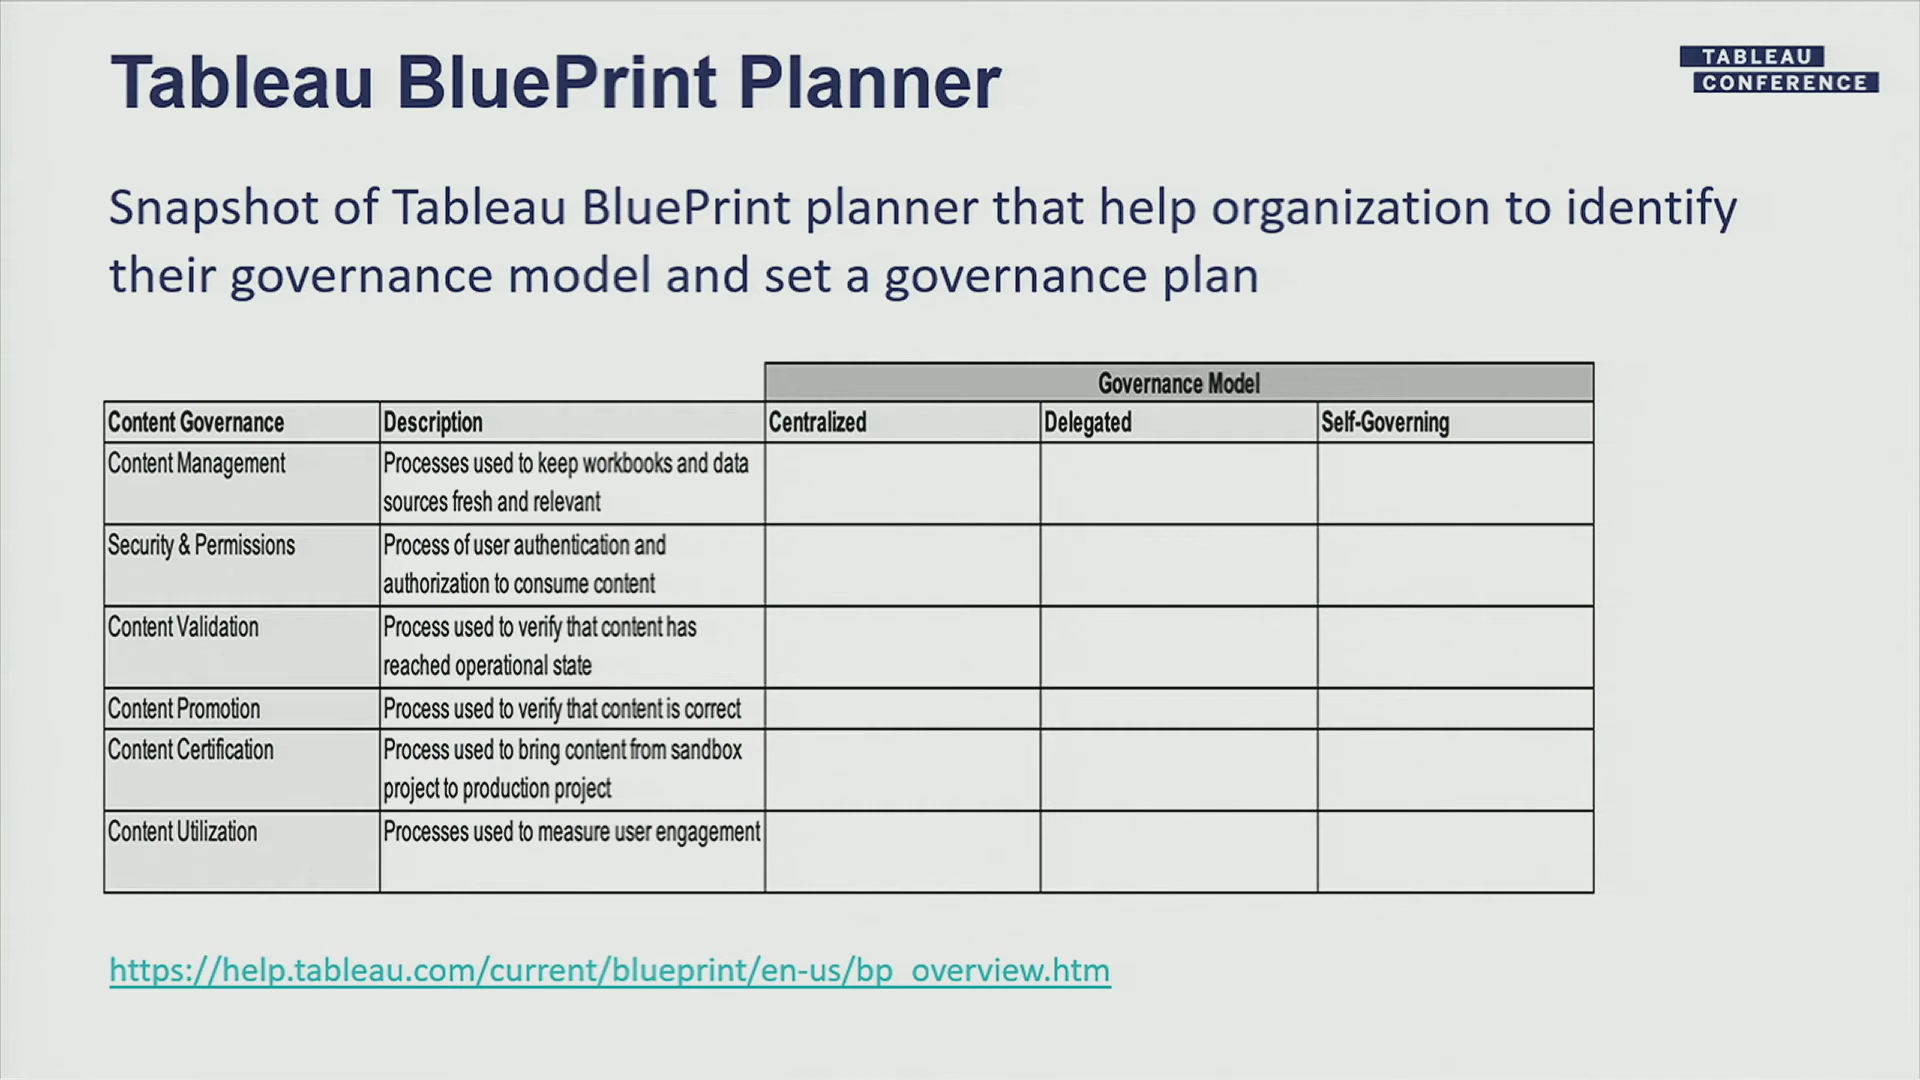 Tableau BluePrint Planner
TABLEAU
CONFERENCE
Snapshot of Tableau BluePrint planner that help organization to identify
their governance model and set a governance plan
Governance Model
Content Governance Description Centralized Delegated Self-Governing
Content Management Processes used to keep workbooks and data
sources fresh and relevant
Security & Permissions Process of user authentication and
authorization to consume content
Content Validation Process used to verify that content has
reached operational state
Content Promotion Process used to verify that content is correct
Content Certification Process used to bring content from sandbox
project to production project
Content Utilization Processes used to measure user engagement
https://help.tableau.com/current/blueprint/en-us/bp_overview.htm